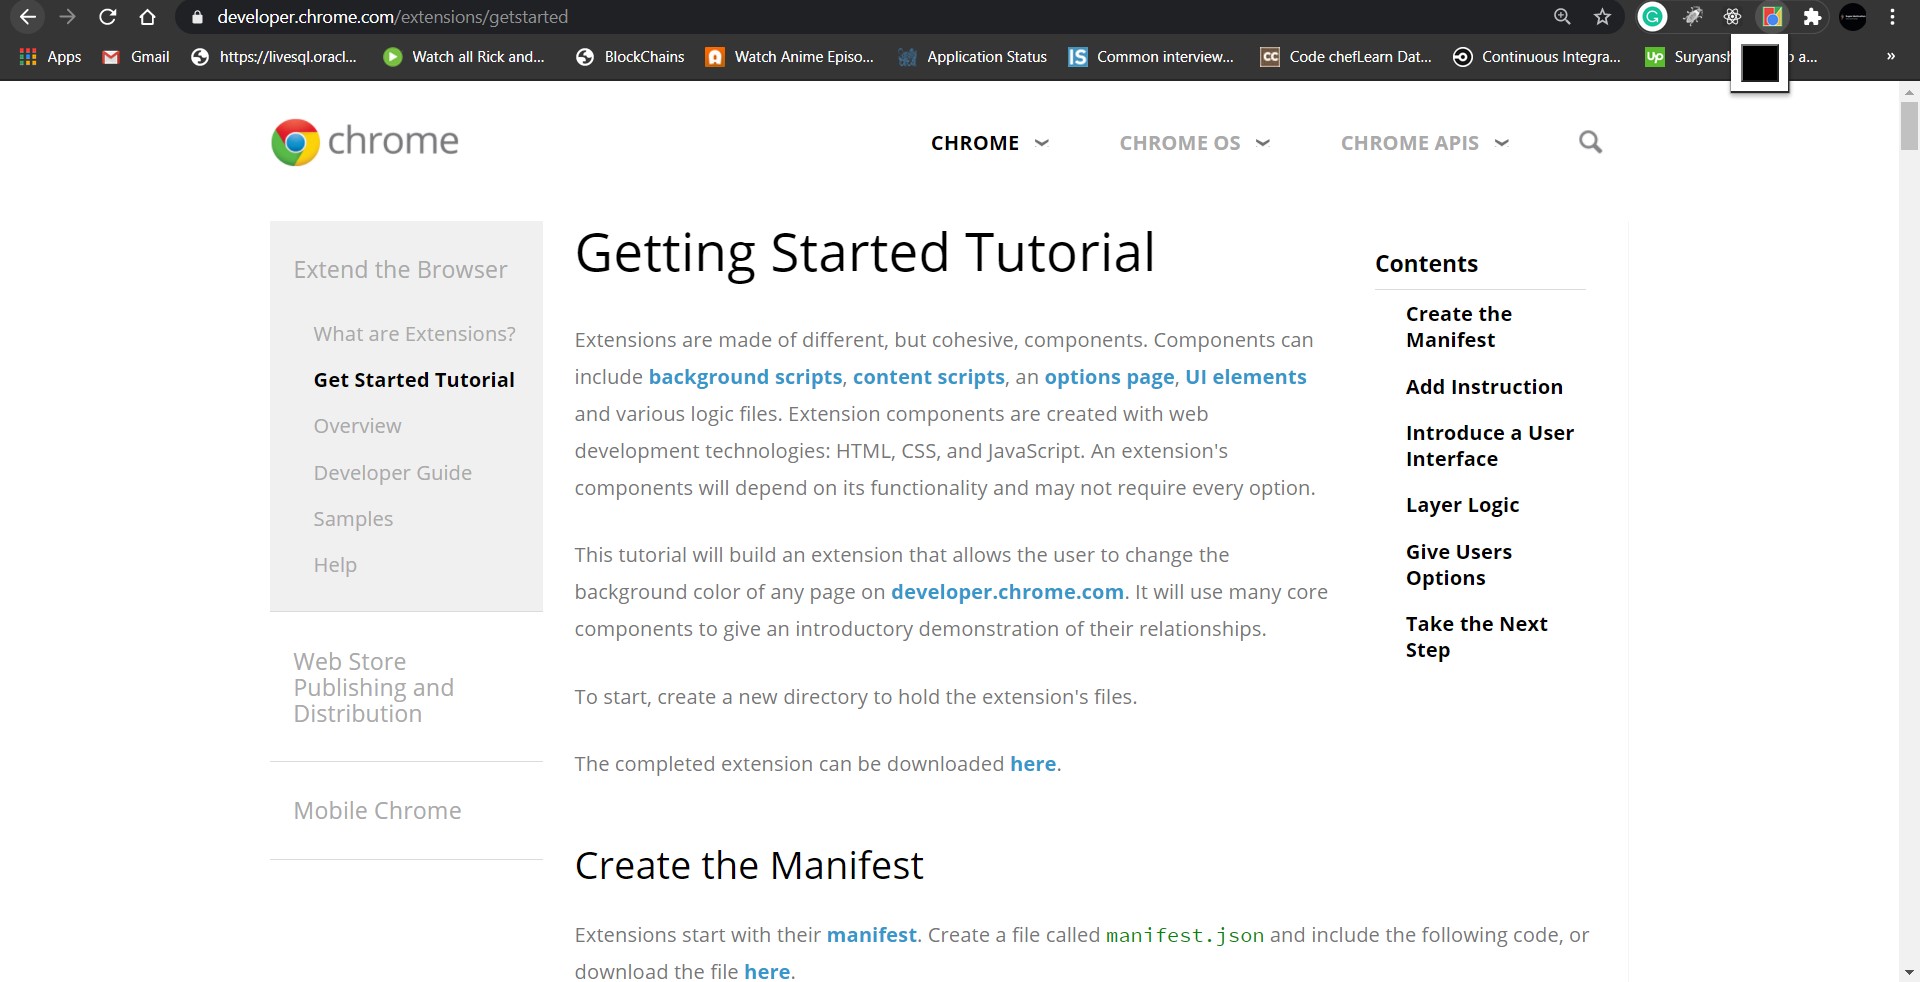 developer.chrome.com/extensions/getstarted
Apps Gmail https://livesql.oracl... Watch all Rick and... BlockChains Watch Anime Episo... Application Status IS Common interview... CC Code chefLearn Dat... Continuous Integra... up Suryansh a... »
chrome
CHROME CHROME OS CHROME APIS
Extend the Browser
What are Extensions?
Get Started Tutorial
Overview
Developer Guide
Samples
Help
Web Store
Publishing and
Distribution
Mobile Chrome
Getting Started Tutorial
Extensions are made of different, but cohesive, components. Components can
include background scripts, content scripts, an options page, UI elements
and various logic files. Extension components are created with web
development technologies: HTML, CSS, and JavaScript. An extension's
components will depend on its functionality and may not require every option.
This tutorial will build an extension that allows the user to change the
background color of any page on developer.chrome.com. It will use many core
components to give an introductory demonstration of their relationships.
To start, create a new directory to hold the extension's files.
The completed extension can be downloaded here.
Create the Manifest
Extensions start with their manifest. Create a file called manifest.json and include the following code, or
download the file here.
Contents
Create the
Manifest
Add Instruction
Introduce a User
Interface
Layer Logic
Give Users
Options
Take the Next
Step